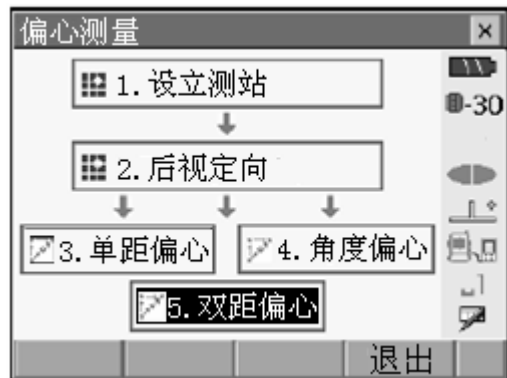 偏心测量
1.设立测站
-30
2.后视定向
3.单距偏心 4.角度偏心
5.双距偏心
退出